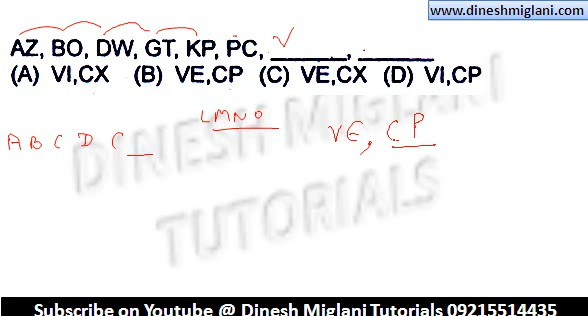 www.dineshmiglani.com
V
AZ, BO, DW, GT, KP, PC, _______, _______
(A) VI,CX (B) VE,CP (C) VE,CX (D) VI,CP
LMNO
A B C D C _
VE, CP
DINESH MIGLANI
TUTORIALS
Subscribe on Youtube @ Dinesh Miglani Tutorials 09215514435